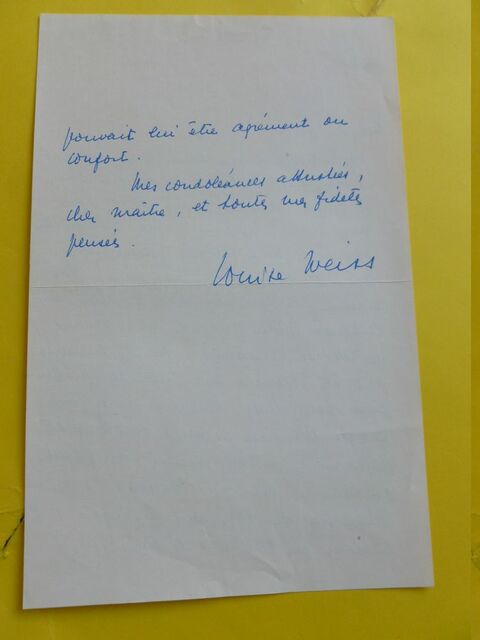 pouvait lui être agrément ou
confort.
Mes condoléances attristées,
cher maître, et toutes mes fidèles
pensées.
Louise Weiss